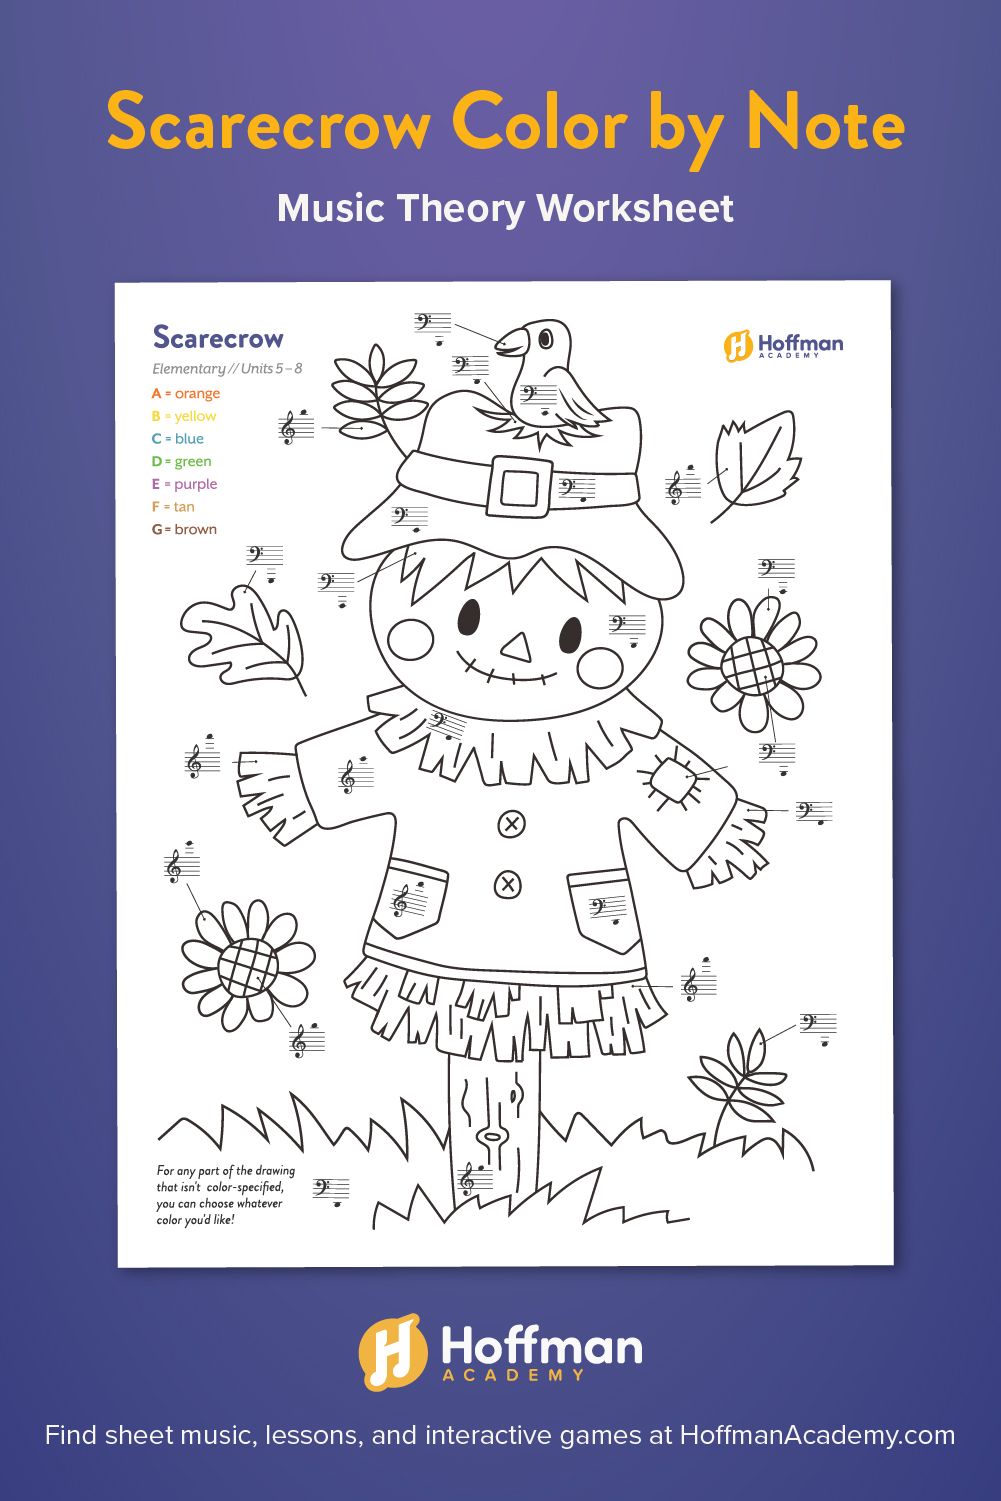 Scarecrow Color by Note
Music Theory Worksheet
Scarecrow
Hoffman
ACADEMY
Elementary // Units 5 – 8
A = orange
B = yellow
C = blue
D = green
E = purple
F = tan
G = brown
For any part of the drawing
that isn't color-specified,
you can choose whatever
color you'd like!
Hoffman
ACADEMY
Find sheet music, lessons, and interactive games at HoffmanAcademy.com